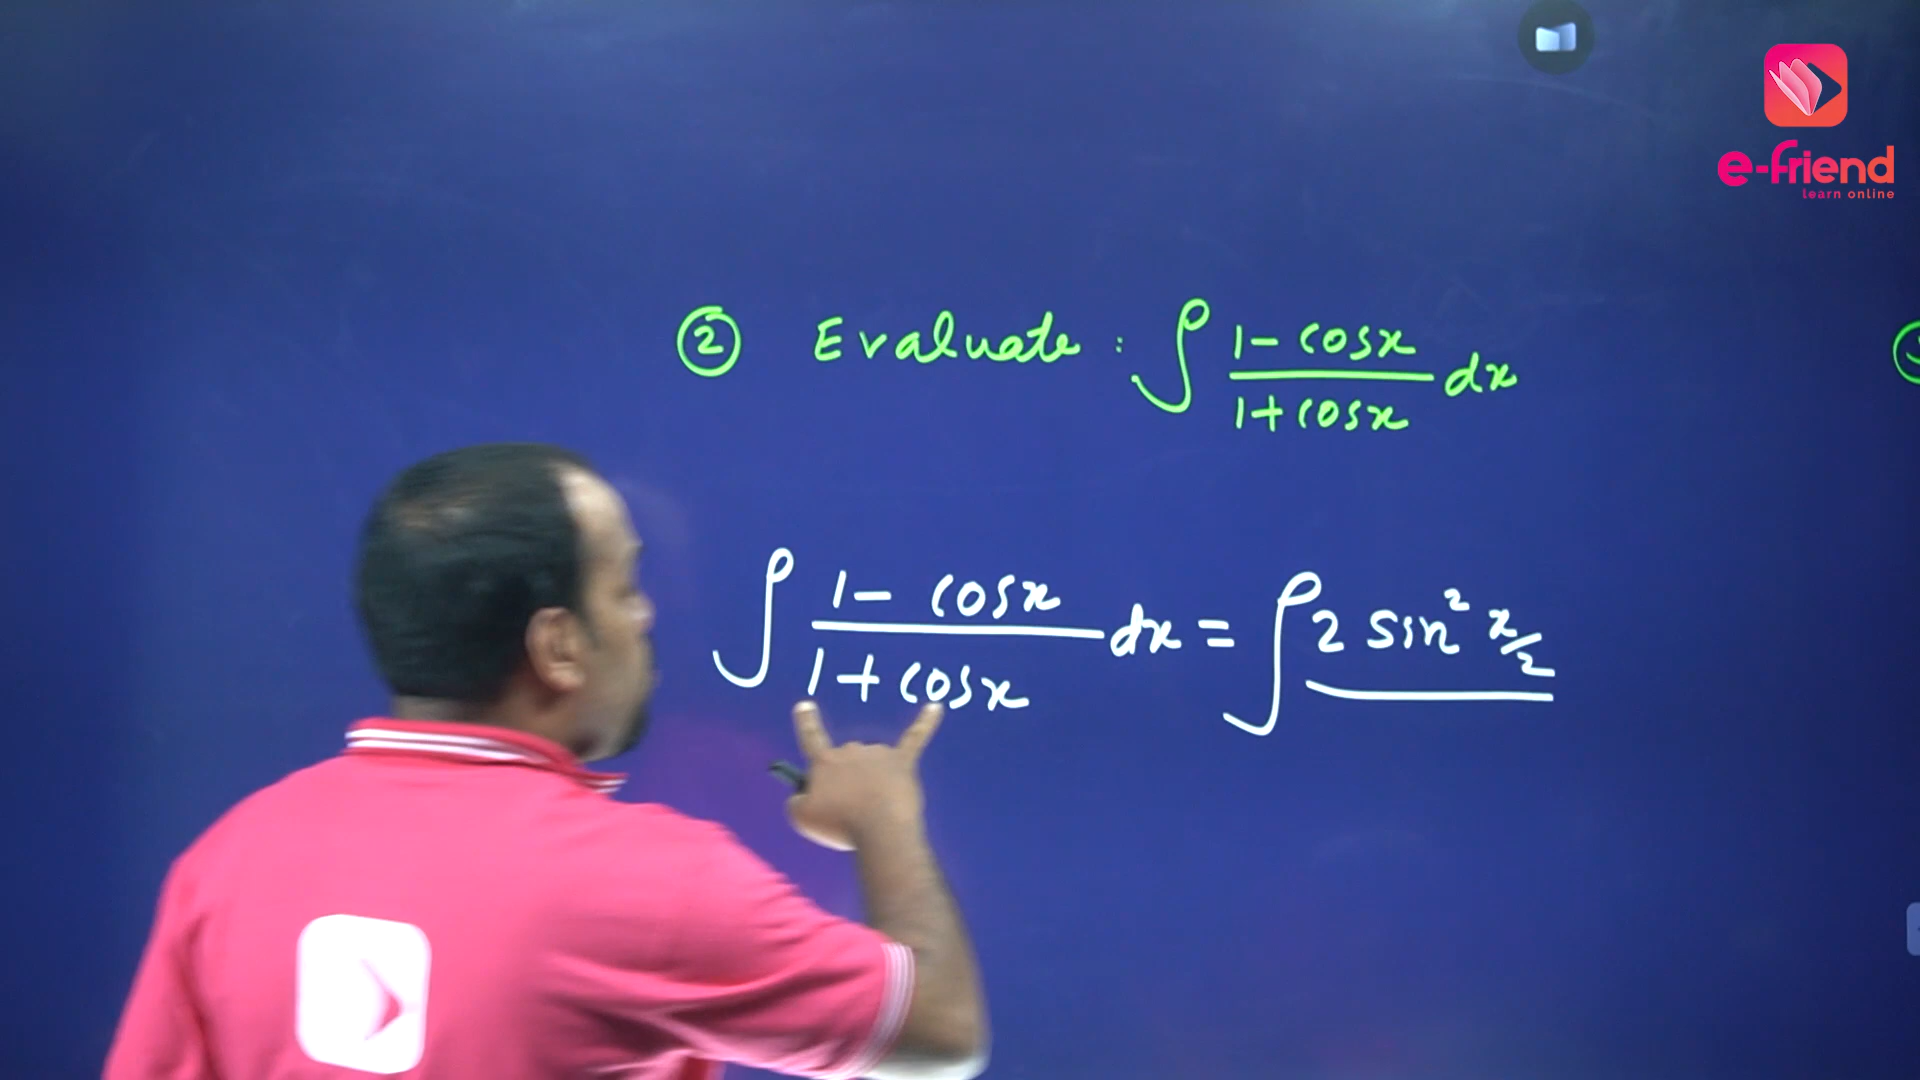 e-friend
learn online
② Evaluate : ∫ (1 - cosx)/(1 + cosx) dx
∫ (1 - cosx)/(1 + cosx) dx = ∫ 2 sin² x/2